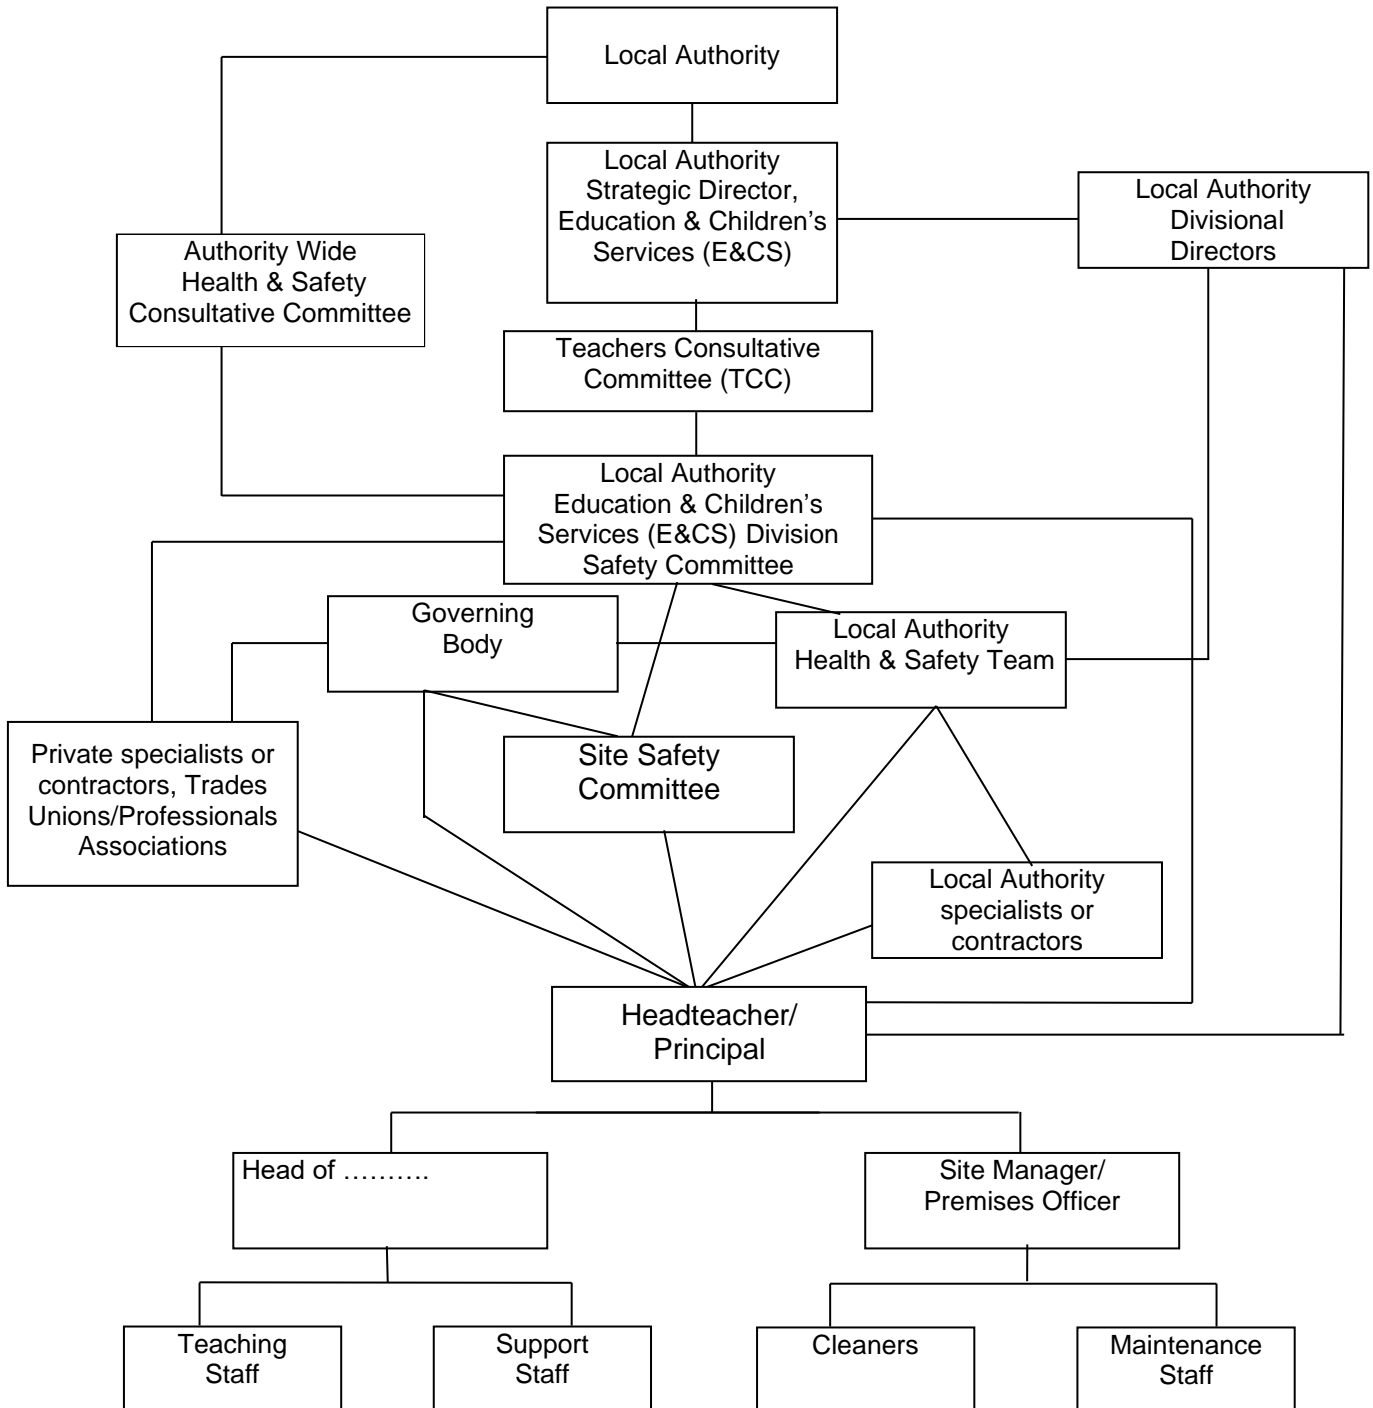 Local Authority
Local Authority
Strategic Director,
Education & Children’s
Services (E&CS)
Local Authority
Divisional
Directors
Authority Wide
Health & Safety
Consultative Committee
Teachers Consultative
Committee (TCC)
Local Authority
Education & Children’s
Services (E&CS) Division
Safety Committee
Governing
Body
Local Authority
Health & Safety Team
Private specialists or
contractors, Trades
Unions/Professionals
Associations
Site Safety
Committee
Local Authority
specialists or
contractors
Headteacher/
Principal
Head of ……….
Site Manager/
Premises Officer
Teaching
Staff
Support
Staff
Cleaners
Maintenance
Staff